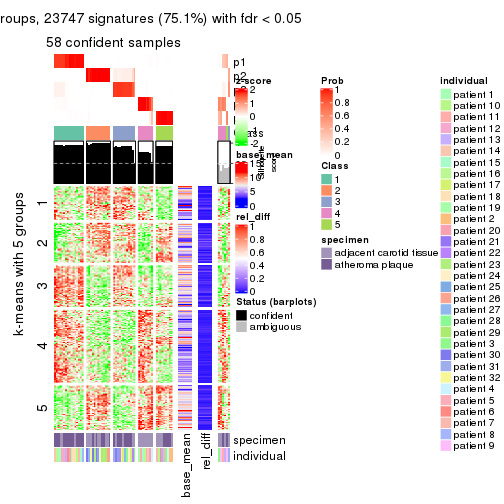 roups, 23747 signatures (75.1%) with fdr < 0.05
58 confident samples
p1
p2
z-score
2
1
0
-1
-2
Class
silhouette
score
base_mean
15
10
5
0
rel_diff
1
0.8
0.6
0.4
0.2
0
Status (barplots)
confident
ambiguous
Prob
1
0.8
0.6
0.4
0.2
0
Class
1
2
3
4
5
specimen
adjacent carotid tissue
atheroma plaque
individual
patient 1
patient 10
patient 11
patient 12
patient 13
patient 14
patient 15
patient 16
patient 17
patient 18
patient 19
patient 2
patient 20
patient 21
patient 22
patient 23
patient 24
patient 25
patient 26
patient 27
patient 28
patient 29
patient 3
patient 30
patient 31
patient 32
patient 4
patient 5
patient 6
patient 7
patient 8
patient 9
k-means with 5 groups
1
2
3
4
5
specimen
individual
base_mean
rel_diff